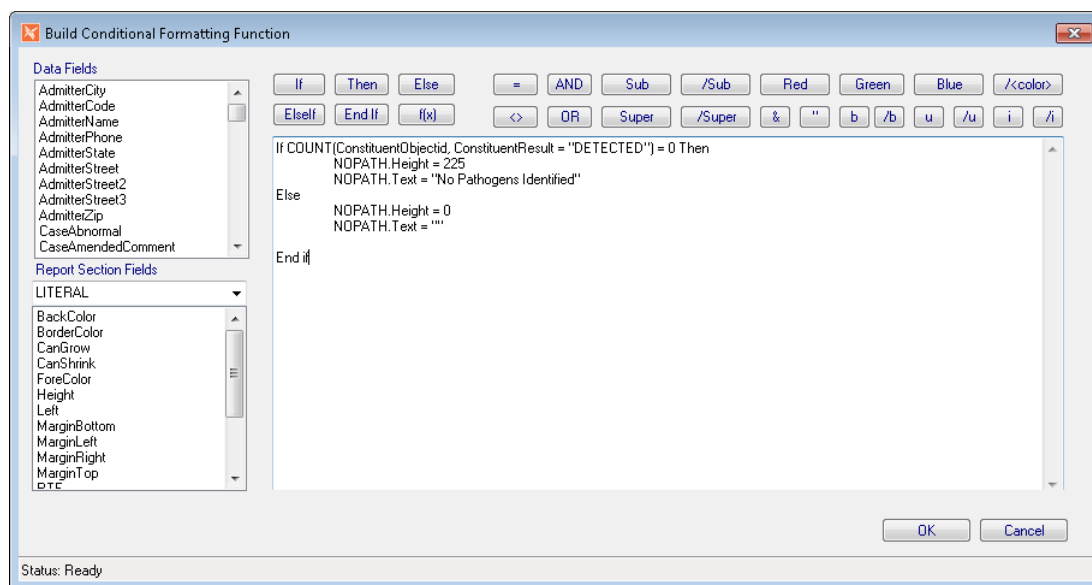 Build Conditional Formatting Function
Data Fields
AdmitterCity
AdmitterCode
AdmitterName
AdmitterPhone
AdmitterState
AdmitterStreet
AdmitterStreet2
AdmitterStreet3
AdmitterZip
CaseAbnormal
CaseAmendedComment
Report Section Fields
LITERAL
BackColor
BorderColor
CanGrow
CanShrink
ForeColor
Height
Left
MarginBottom
MarginLeft
MarginRight
MarginTop
RTF
If Then Else = AND Sub /Sub Red Green Blue /<color>
ElseIf End If f(x) <> OR Super /Super & " b /b u /u i /i
If COUNT(ConstituentObjectid, ConstituentResult = "DETECTED") = 0 Then
NOPATH.Height = 225
NOPATH.Text = "No Pathogens Identified"
Else
NOPATH.Height = 0
NOPATH.Text = ""
End if
OK Cancel
Status: Ready